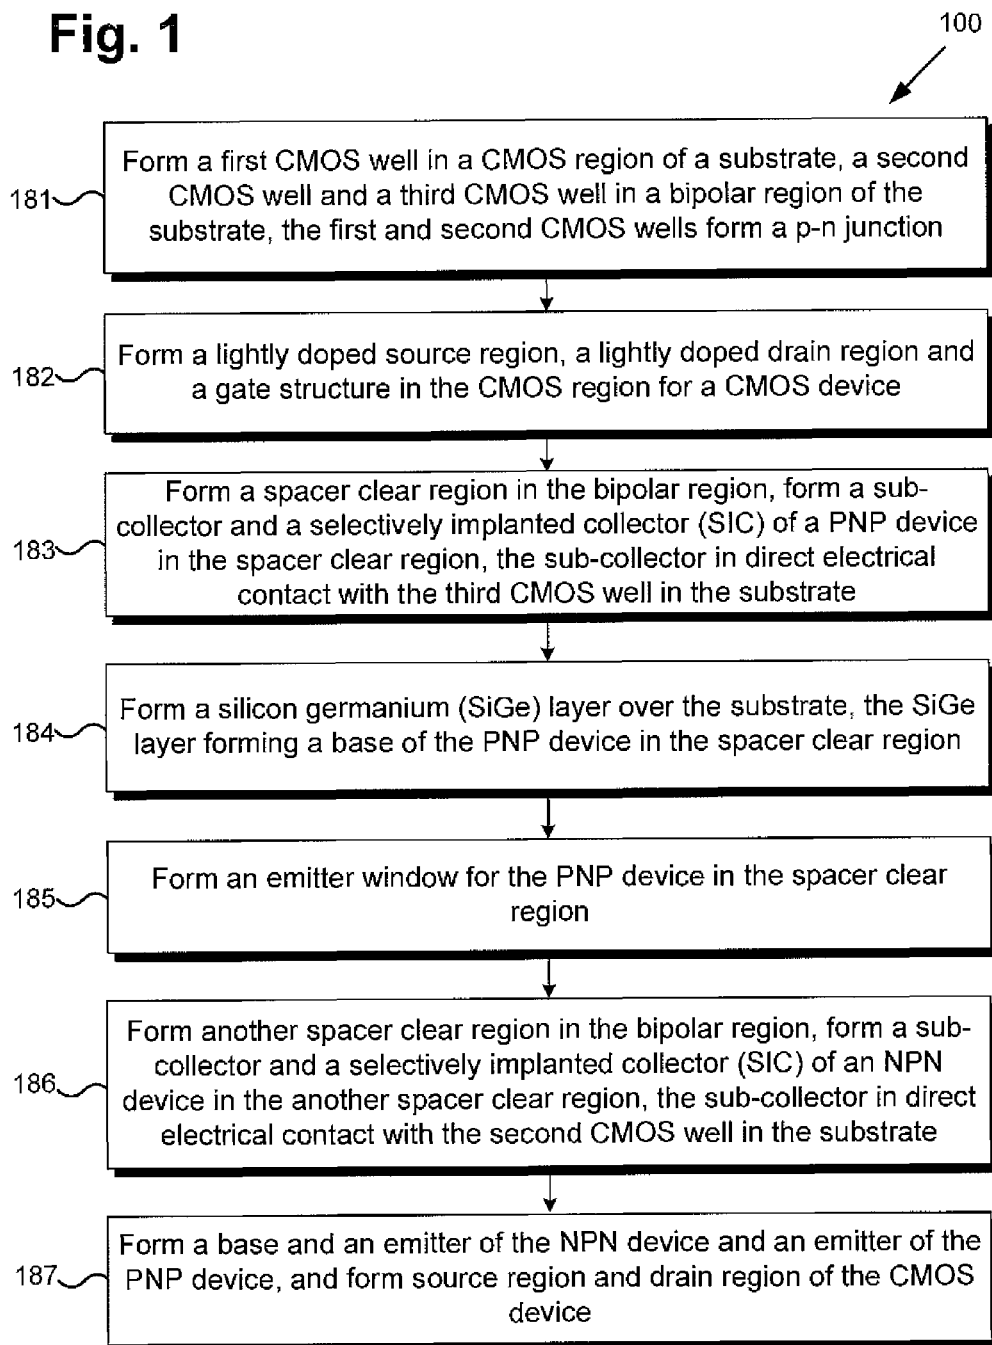 Fig. 1
100
181
Form a first CMOS well in a CMOS region of a substrate, a second
CMOS well and a third CMOS well in a bipolar region of the
substrate, the first and second CMOS wells form a p-n junction
182
Form a lightly doped source region, a lightly doped drain region and
a gate structure in the CMOS region for a CMOS device
183
Form a spacer clear region in the bipolar region, form a sub-
collector and a selectively implanted collector (SIC) of a PNP device
in the spacer clear region, the sub-collector in direct electrical
contact with the third CMOS well in the substrate
184
Form a silicon germanium (SiGe) layer over the substrate, the SiGe
layer forming a base of the PNP device in the spacer clear region
185
Form an emitter window for the PNP device in the spacer clear
region
186
Form another spacer clear region in the bipolar region, form a sub-
collector and a selectively implanted collector (SIC) of an NPN
device in the another spacer clear region, the sub-collector in direct
electrical contact with the second CMOS well in the substrate
187
Form a base and an emitter of the NPN device and an emitter of the
PNP device, and form source region and drain region of the CMOS
device